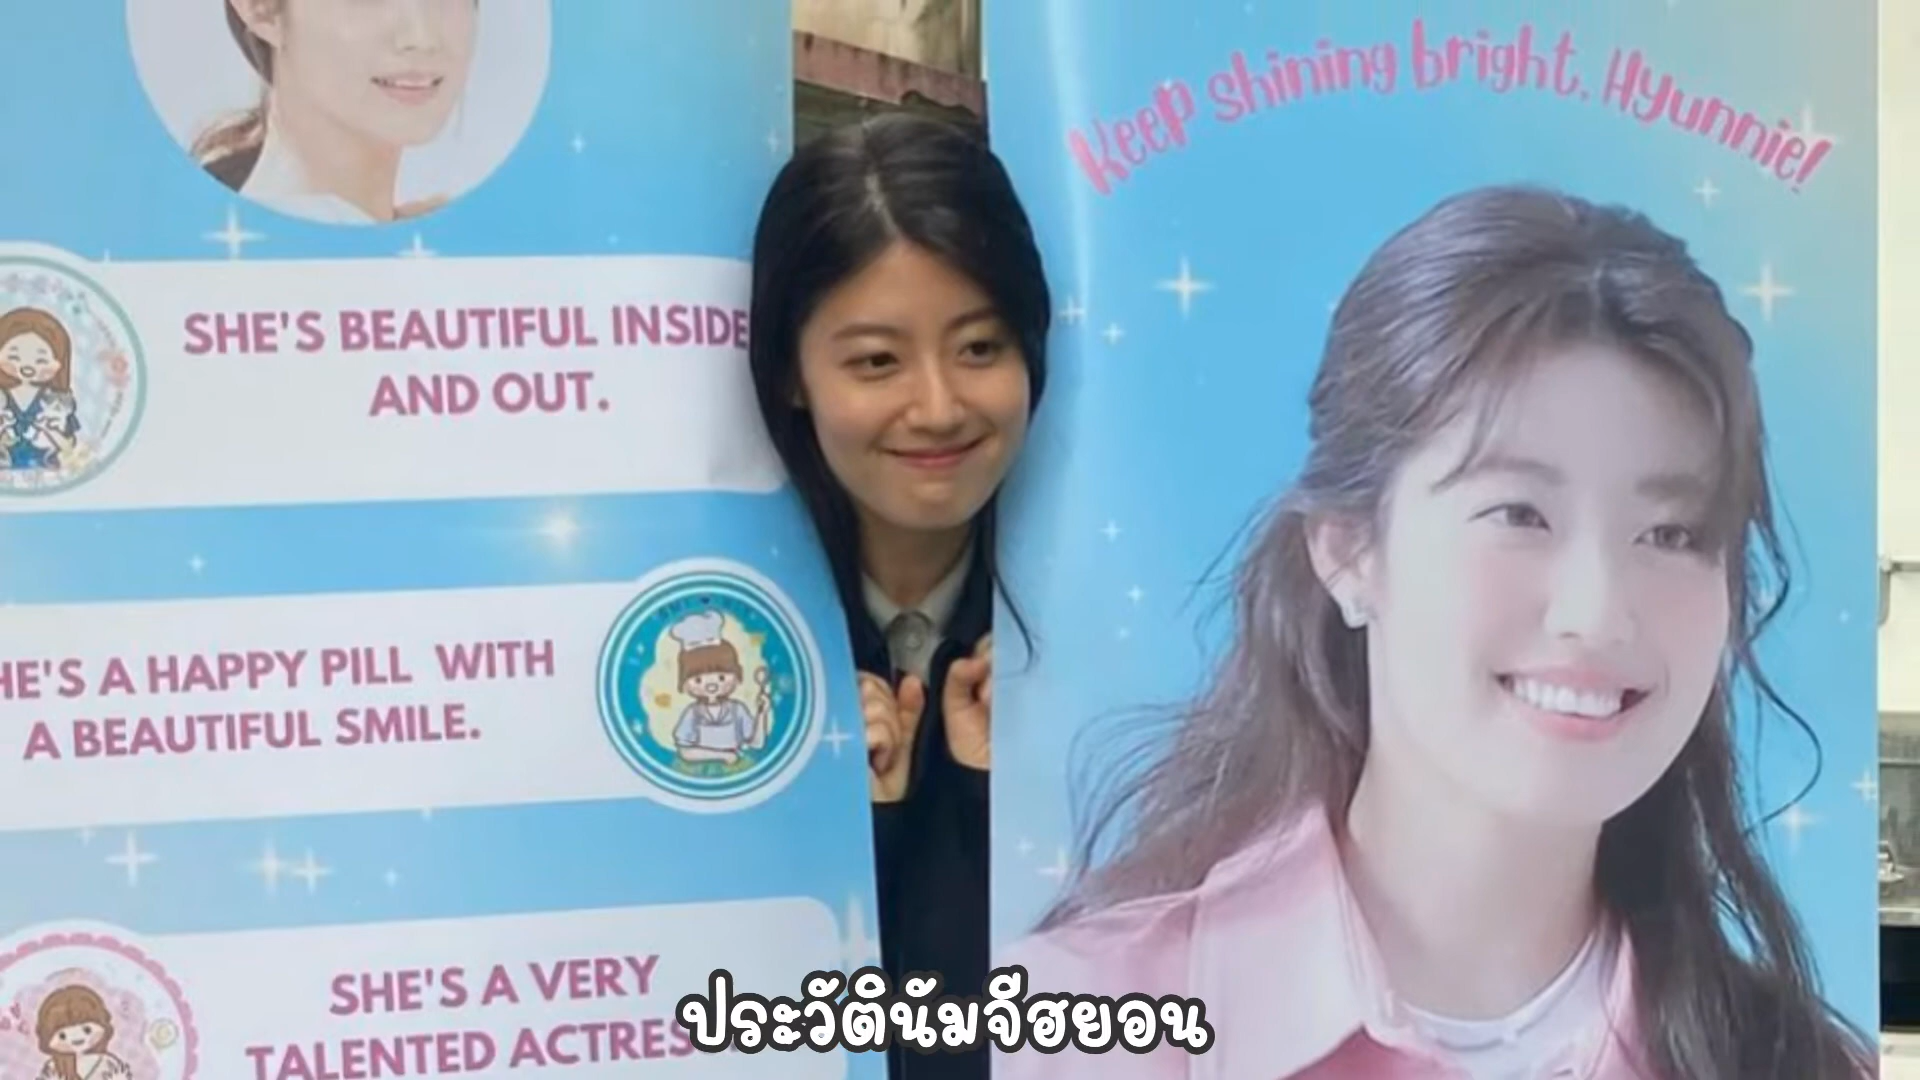 Keep shining bright, Hyunnie!
SHE'S BEAUTIFUL INSIDE
AND OUT.
HE'S A HAPPY PILL WITH
A BEAUTIFUL SMILE.
SHE'S A VERY
TALENTED ACTRES
ประวัตินัมจีฮยอน